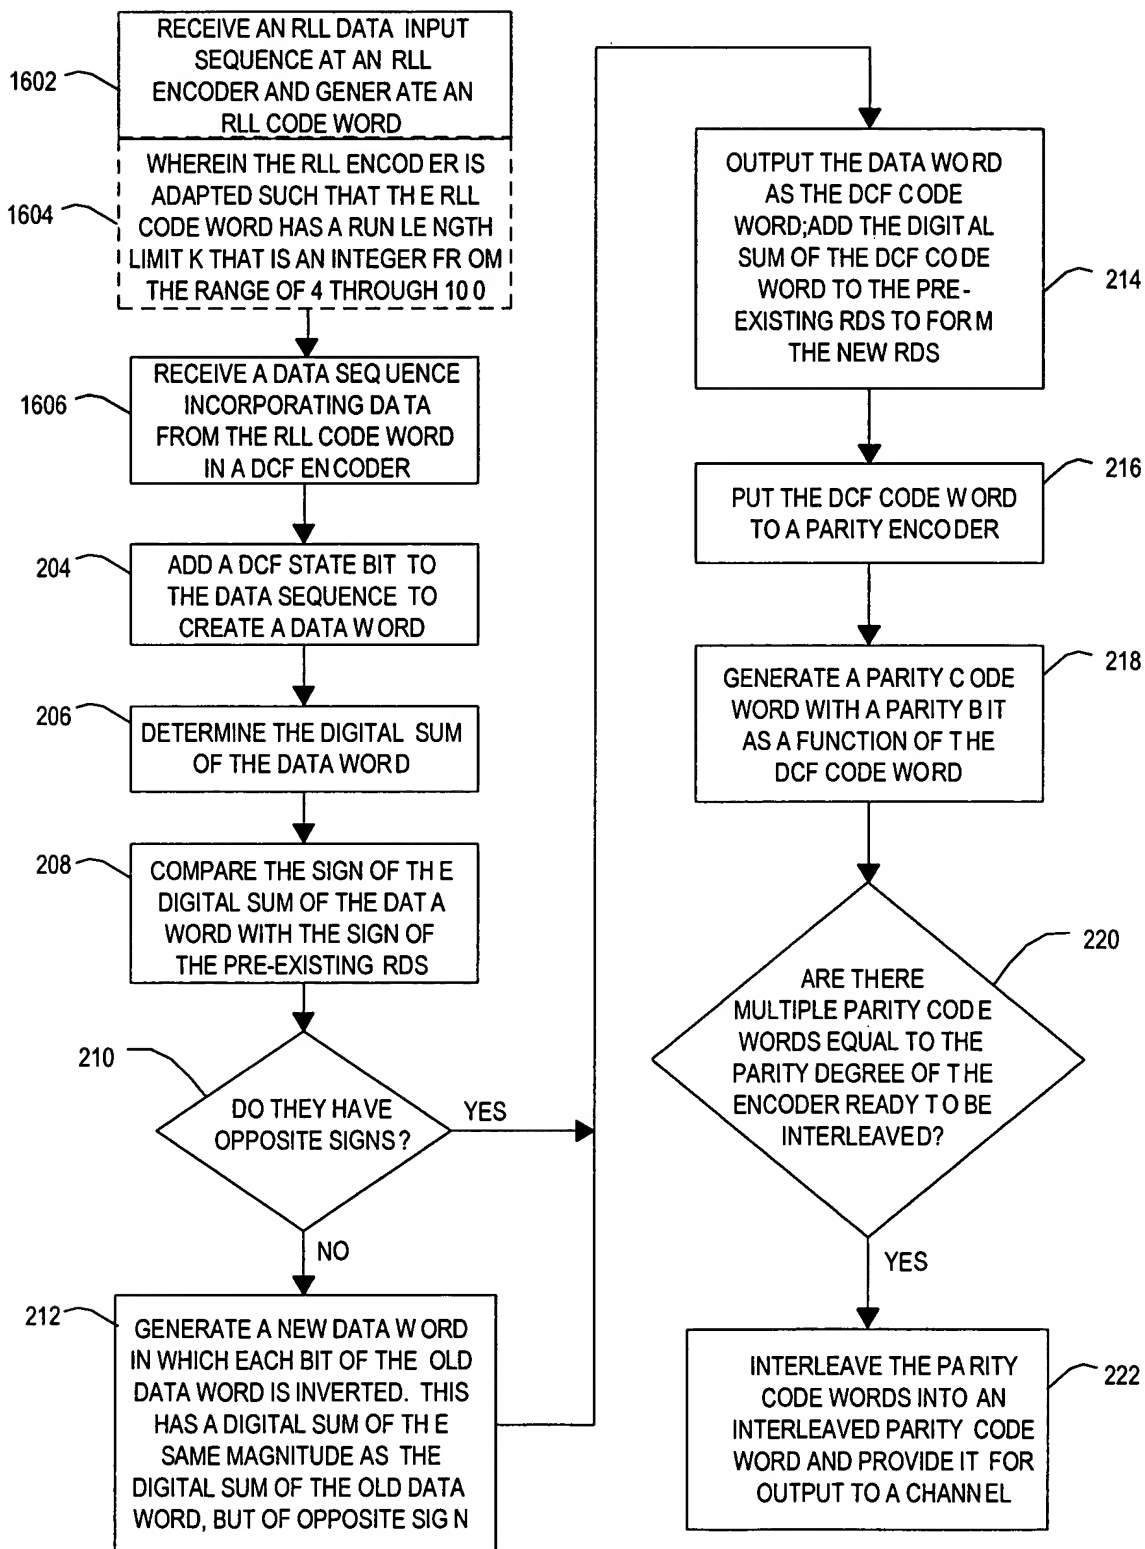 1602
RECEIVE AN RLL DATA INPUT
SEQUENCE AT AN RLL
ENCODER AND GENERATE AN
RLL CODE WORD
1604
WHEREIN THE RLL ENCODER IS
ADAPTED SUCH THAT THE RLL
CODE WORD HAS A RUN LENGTH
LIMIT K THAT IS AN INTEGER FROM
THE RANGE OF 4 THROUGH 100
1606
RECEIVE A DATA SEQUENCE
INCORPORATING DATA
FROM THE RLL CODE WORD
IN A DCF ENCODER
204
ADD A DCF STATE BIT TO
THE DATA SEQUENCE TO
CREATE A DATA WORD
206
DETERMINE THE DIGITAL SUM
OF THE DATA WORD
208
COMPARE THE SIGN OF THE
DIGITAL SUM OF THE DATA
WORD WITH THE SIGN OF
THE PRE-EXISTING RDS
210
DO THEY HAVE
OPPOSITE SIGNS?
YES
NO
212
GENERATE A NEW DATA WORD
IN WHICH EACH BIT OF THE OLD
DATA WORD IS INVERTED. THIS
HAS A DIGITAL SUM OF THE
SAME MAGNITUDE AS THE
DIGITAL SUM OF THE OLD DATA
WORD, BUT OF OPPOSITE SIGN
OUTPUT THE DATA WORD
AS THE DCF CODE
WORD;ADD THE DIGITAL
SUM OF THE DCF CODE
WORD TO THE PRE-
EXISTING RDS TO FORM
THE NEW RDS
214
PUT THE DCF CODE WORD
TO A PARITY ENCODER
216
GENERATE A PARITY CODE
WORD WITH A PARITY BIT
AS A FUNCTION OF THE
DCF CODE WORD
218
ARE THERE
MULTIPLE PARITY CODE
WORDS EQUAL TO THE
PARITY DEGREE OF THE
ENCODER READY TO BE
INTERLEAVED?
220
YES
INTERLEAVE THE PARITY
CODE WORDS INTO AN
INTERLEAVED PARITY CODE
WORD AND PROVIDE IT FOR
OUTPUT TO A CHANNEL
222